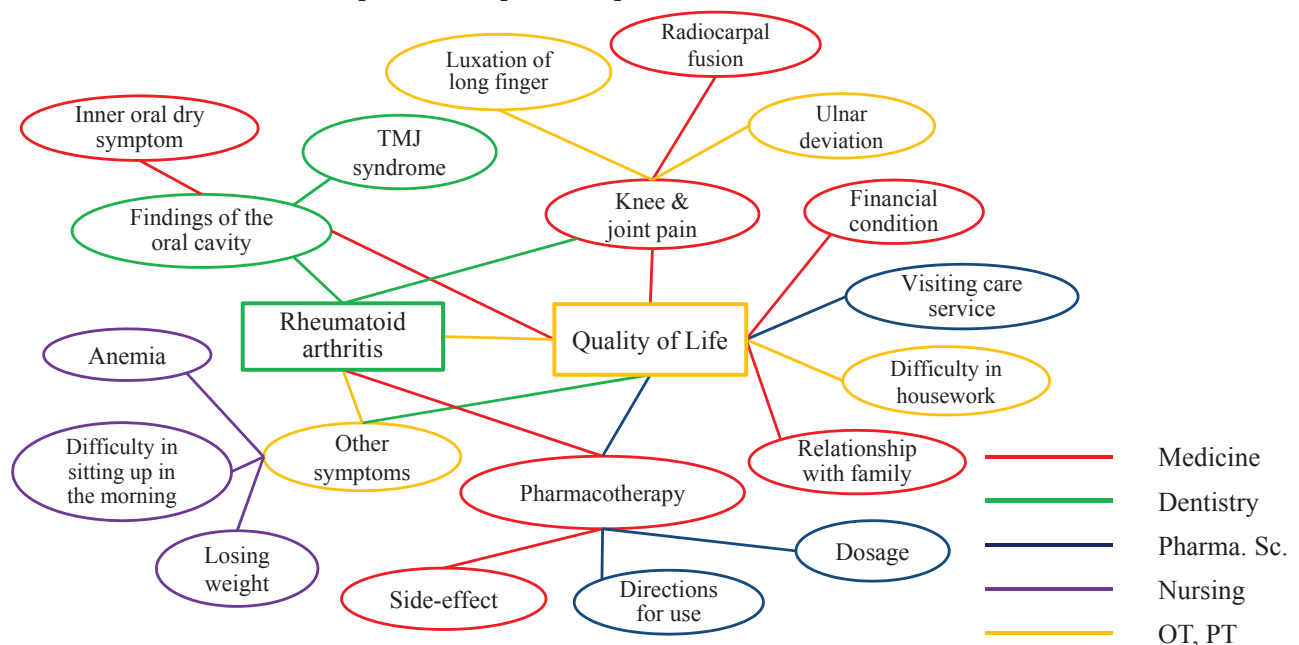 Radiocarpal
fusion
Luxation of
long finger
Inner oral dry
symptom
TMJ
syndrome
Ulnar
deviation
Findings of the
oral cavity
Knee &
joint pain
Financial
condition
Visiting care
service
Rheumatoid
arthritis
Quality of Life
Anemia
Difficulty in
housework
Difficulty in
sitting up in
the morning
Other
symptoms
Relationship
with family
Pharmacotherapy
Losing
weight
Side-effect
Directions
for use
Dosage
Medicine
Dentistry
Pharma. Sc.
Nursing
OT, PT